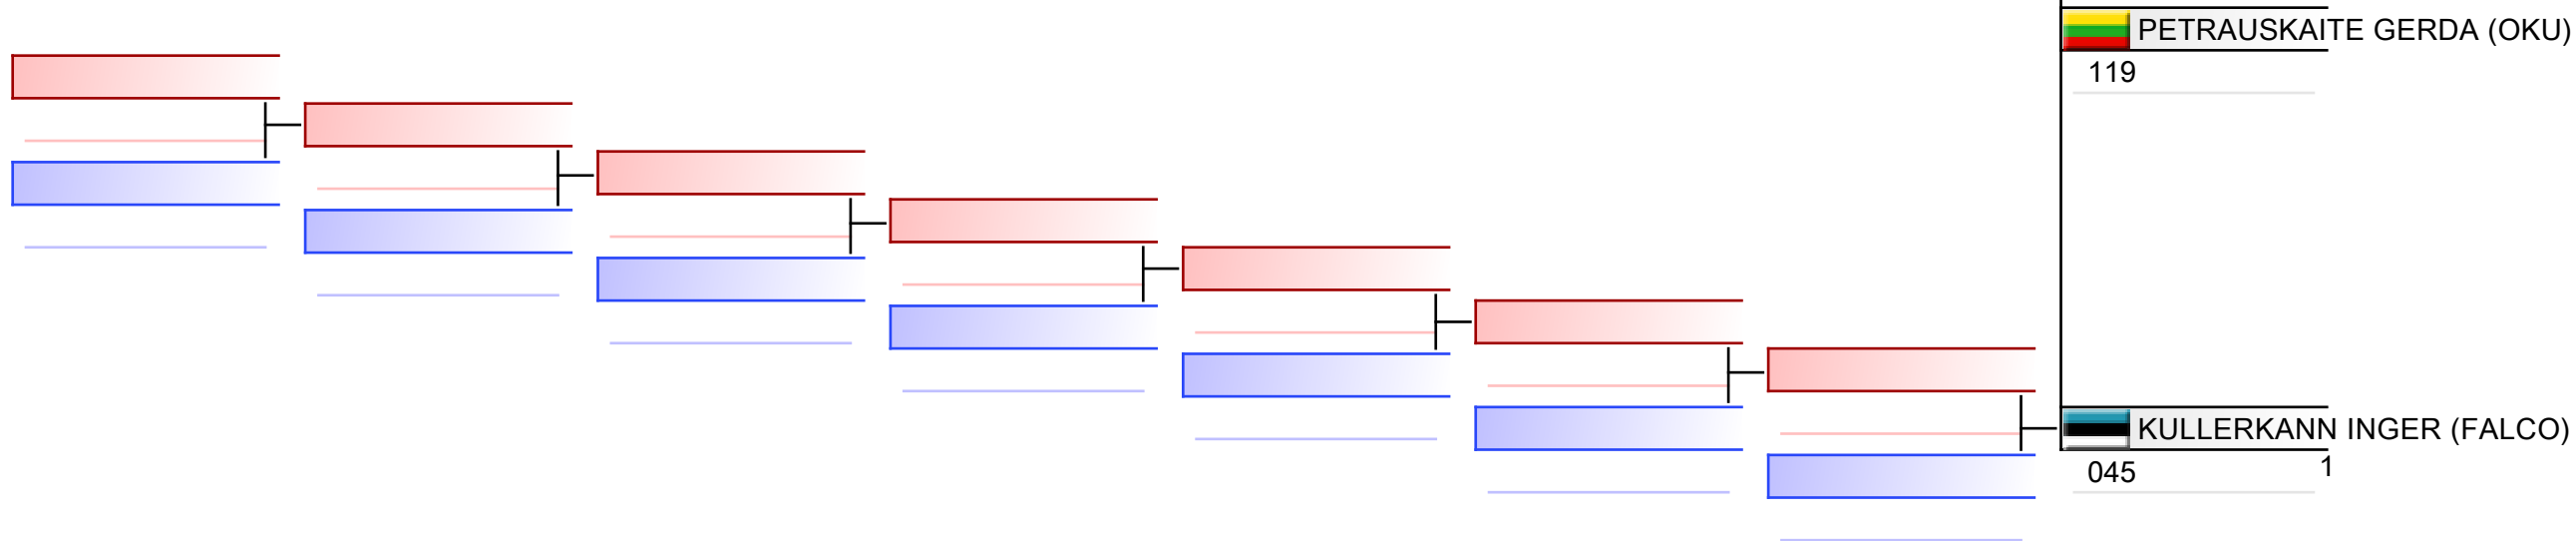 PETRAUSKAITE GERDA (OKU)
119
KULLERKANN INGER (FALCO)
045 1